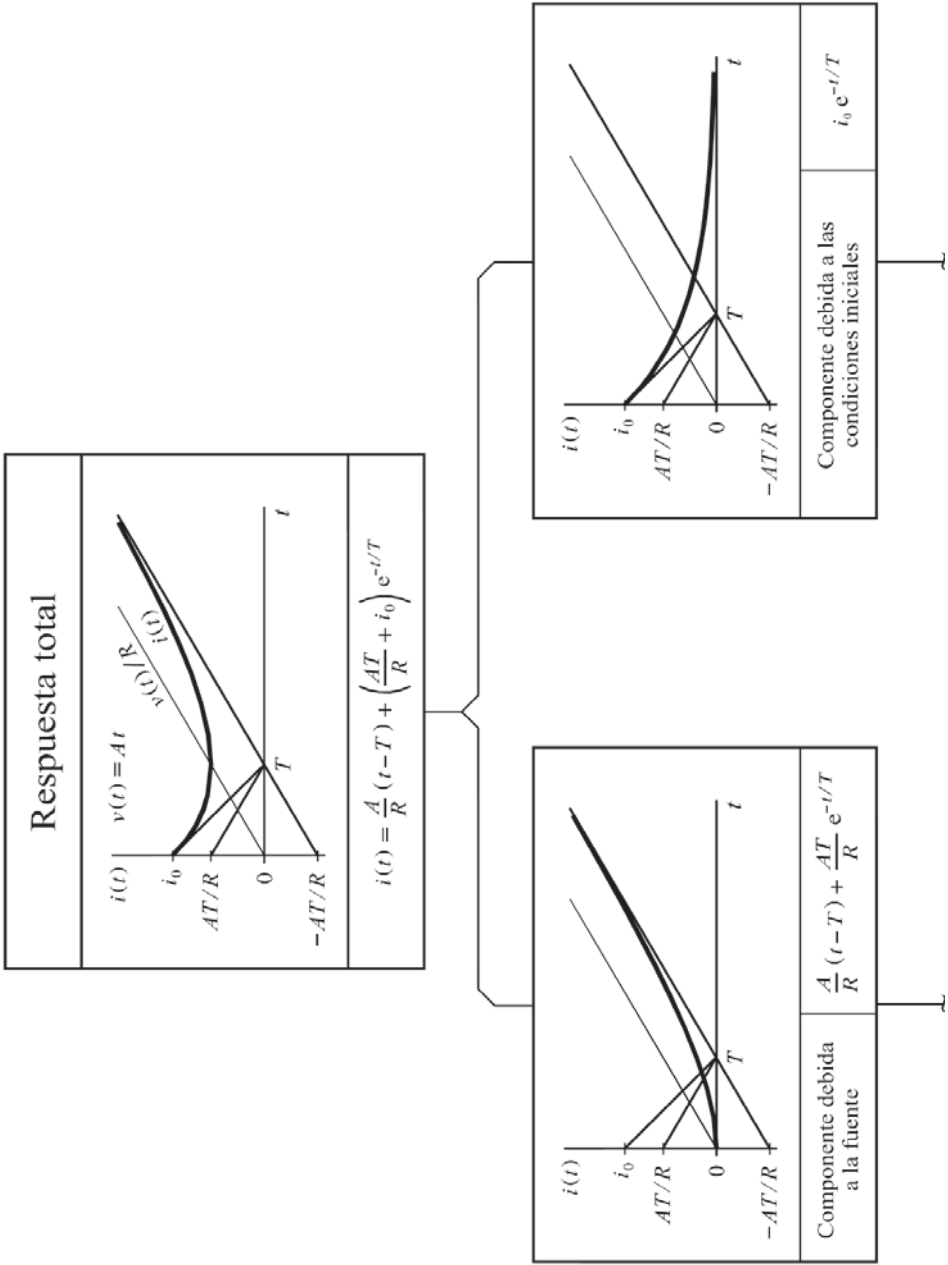 Respuesta total
i(t)
v(t) = At
v(t)/R
i(t)
i₀
AT/R
0
T
t
−AT/R
i(t) = A/R (t−T) + (AT/R + i₀) e^−t/T
i(t)
i₀
AT/R
0
T
t
−AT/R
Componente debida
a la fuente
A/R (t−T) + AT/R e^−t/T
i(t)
i₀
AT/R
0
T
t
−AT/R
Componente debida a las
condiciones iniciales
i₀ e^−t/T